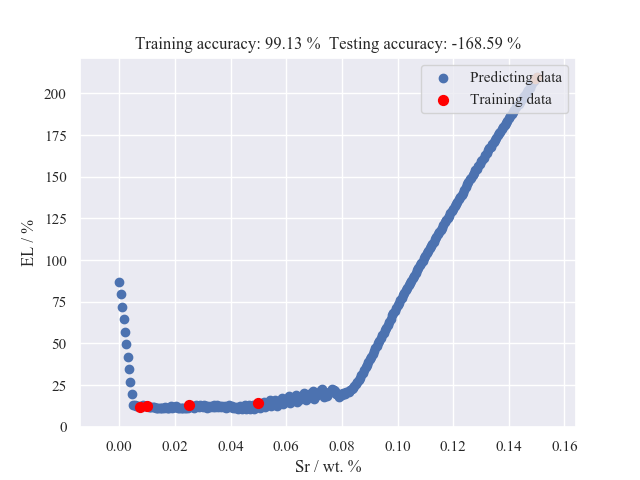 Training accuracy: 99.13 % Testing accuracy: -168.59 %
Predicting data
Training data
EL / %
200
175
150
125
100
75
50
25
0
0.00 0.02 0.04 0.06 0.08 0.10 0.12 0.14 0.16
Sr / wt. %